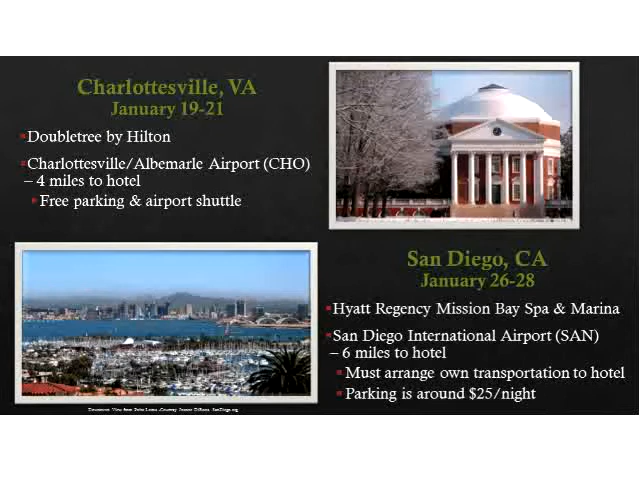 Charlottesville, VA
January 19-21
Doubletree by Hilton
Charlottesville/Albemarle Airport (CHO)
– 4 miles to hotel
Free parking & airport shuttle
San Diego, CA
January 26-28
Hyatt Regency Mission Bay Spa & Marina
San Diego International Airport (SAN)
– 6 miles to hotel
Must arrange own transportation to hotel
Parking is around $25/night